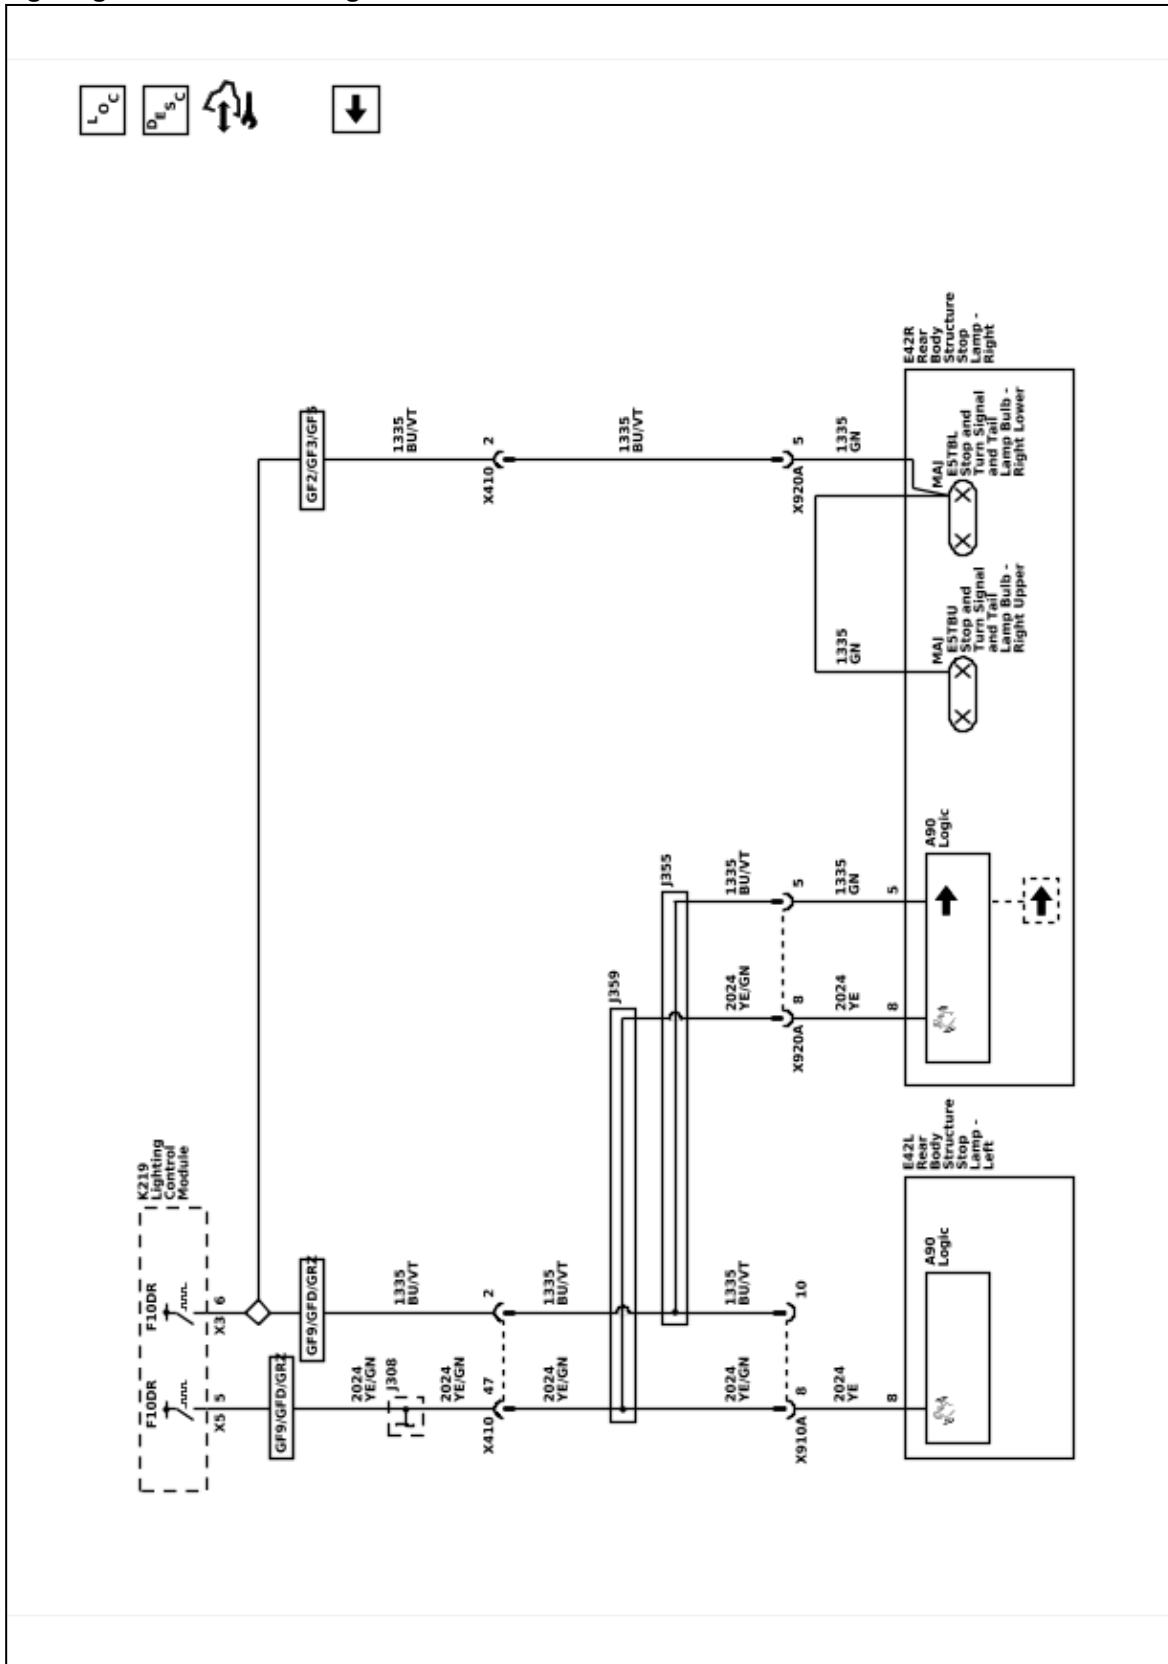 LOC
DESC
K219
Lighting
Control
Module
F10DR
F10DR
X5
5
X3
6
GF9/GFD/GRZ
GF9/GFD/GRZ
GF2/GF3/GF5
2024
YE/GN
J308
1335
BU/VT
1335
BU/VT
2024
YE/GN
X410
47
2
X410
2
2024
YE/GN
1335
BU/VT
1335
BU/VT
J359
J355
2024
YE/GN
1335
BU/VT
2024
YE/GN
1335
BU/VT
X910A
8
10
X920A
8
5
X920A
5
2024
YE
2024
YE
1335
GN
1335
GN
1335
GN
8
8
5
E42L
Rear
Body
Structure
Stop
Lamp -
Left
E42R
Rear
Body
Structure
Stop
Lamp -
Right
A90
Logic
A90
Logic
MAJ
E5TBU
Stop and
Turn Signal
and Tail
Lamp Bulb -
Right Upper
MAJ
E5TBL
Stop and
Turn Signal
and Tail
Lamp Bulb -
Right Lower